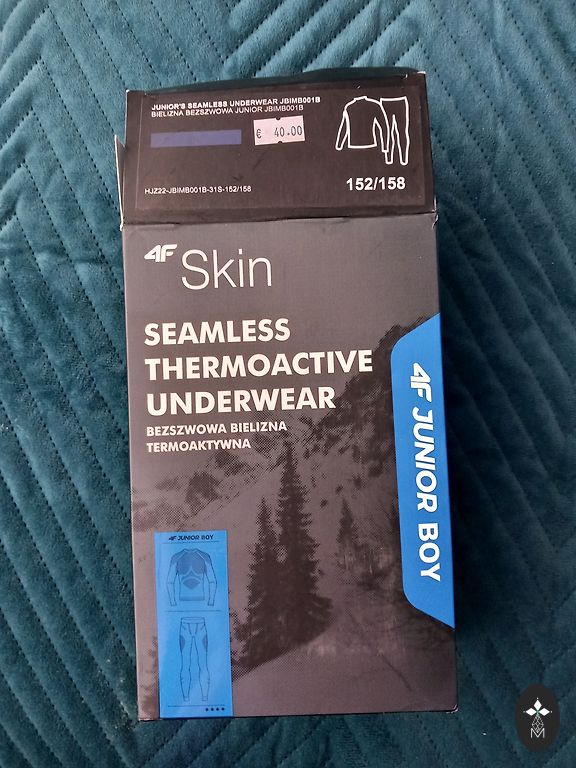 JUNIOR'S SEAMLESS UNDERWEAR JBIMB001B
BIELIZNA BEZSZWOWA JUNIOR JBIMB001B
€ 40.00
HJZ22-JBIMB001B-31S-152/158
152/158
4F Skin
SEAMLESS
THERMOACTIVE
UNDERWEAR
BEZSZWOWA BIELIZNA
TERMOAKTYWNA
4F JUNIOR BOY
4F JUNIOR BOY
M